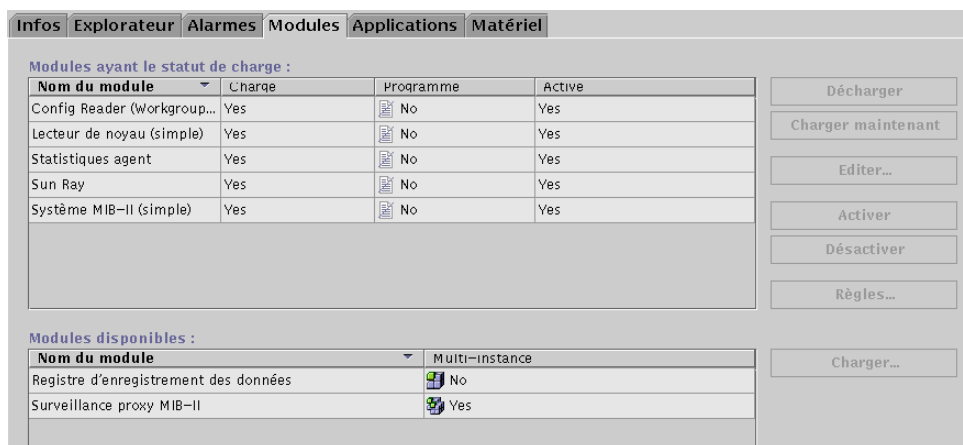 Infos Explorateur Alarmes Modules Applications Matériel
Modules ayant le statut de charge :
Nom du module Charge Programme Active
Config Reader (Workgroup... Yes No Yes
Lecteur de noyau (simple) Yes No Yes
Statistiques agent Yes No Yes
Sun Ray Yes No Yes
Système MIB-II (simple) Yes No Yes
Décharger
Charger maintenant
Editer...
Activer
Désactiver
Règles...
Modules disponibles :
Nom du module Multi-instance
Registre d'enregistrement des données No
Surveillance proxy MIB-II Yes
Charger...